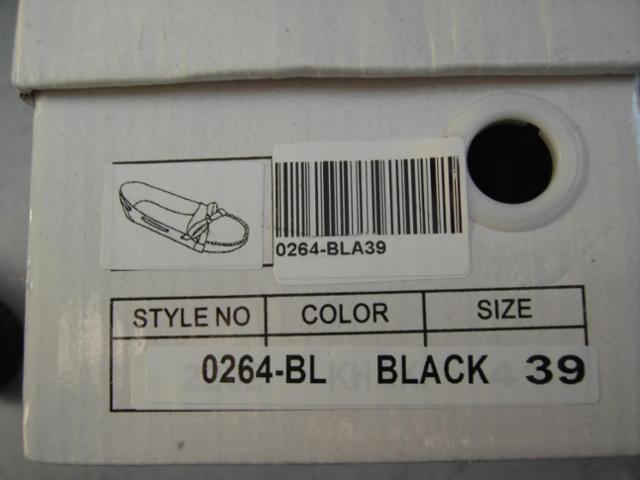 0264-BLA39
STYLE NO COLOR SIZE
0264-BL BLACK 39